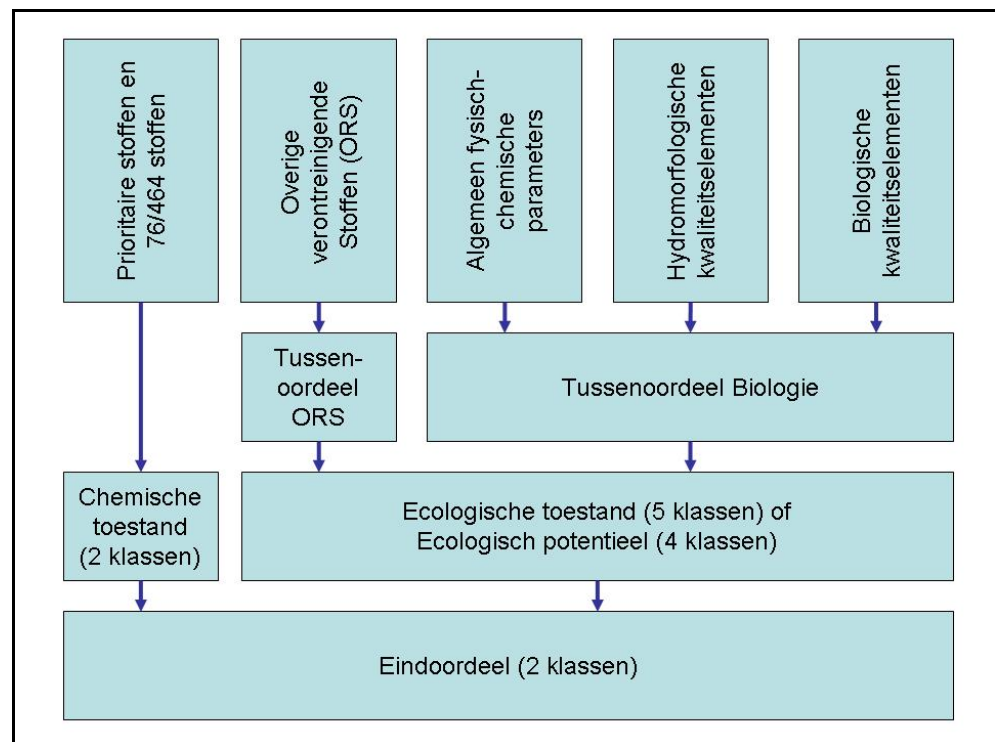 Prioritaire stoffen en
76/464 stoffen
Overige
verontreinigende
Stoffen (ORS)
Algemeen fysisch-
chemische
parameters
Hydromorfologische
kwaliteitselementen
Biologische
kwaliteitselementen
Tussen-
oordeel
ORS
Tussenoordeel Biologie
Chemische
toestand
(2 klassen)
Ecologische toestand (5 klassen) of
Ecologisch potentieel (4 klassen)
Eindoordeel (2 klassen)